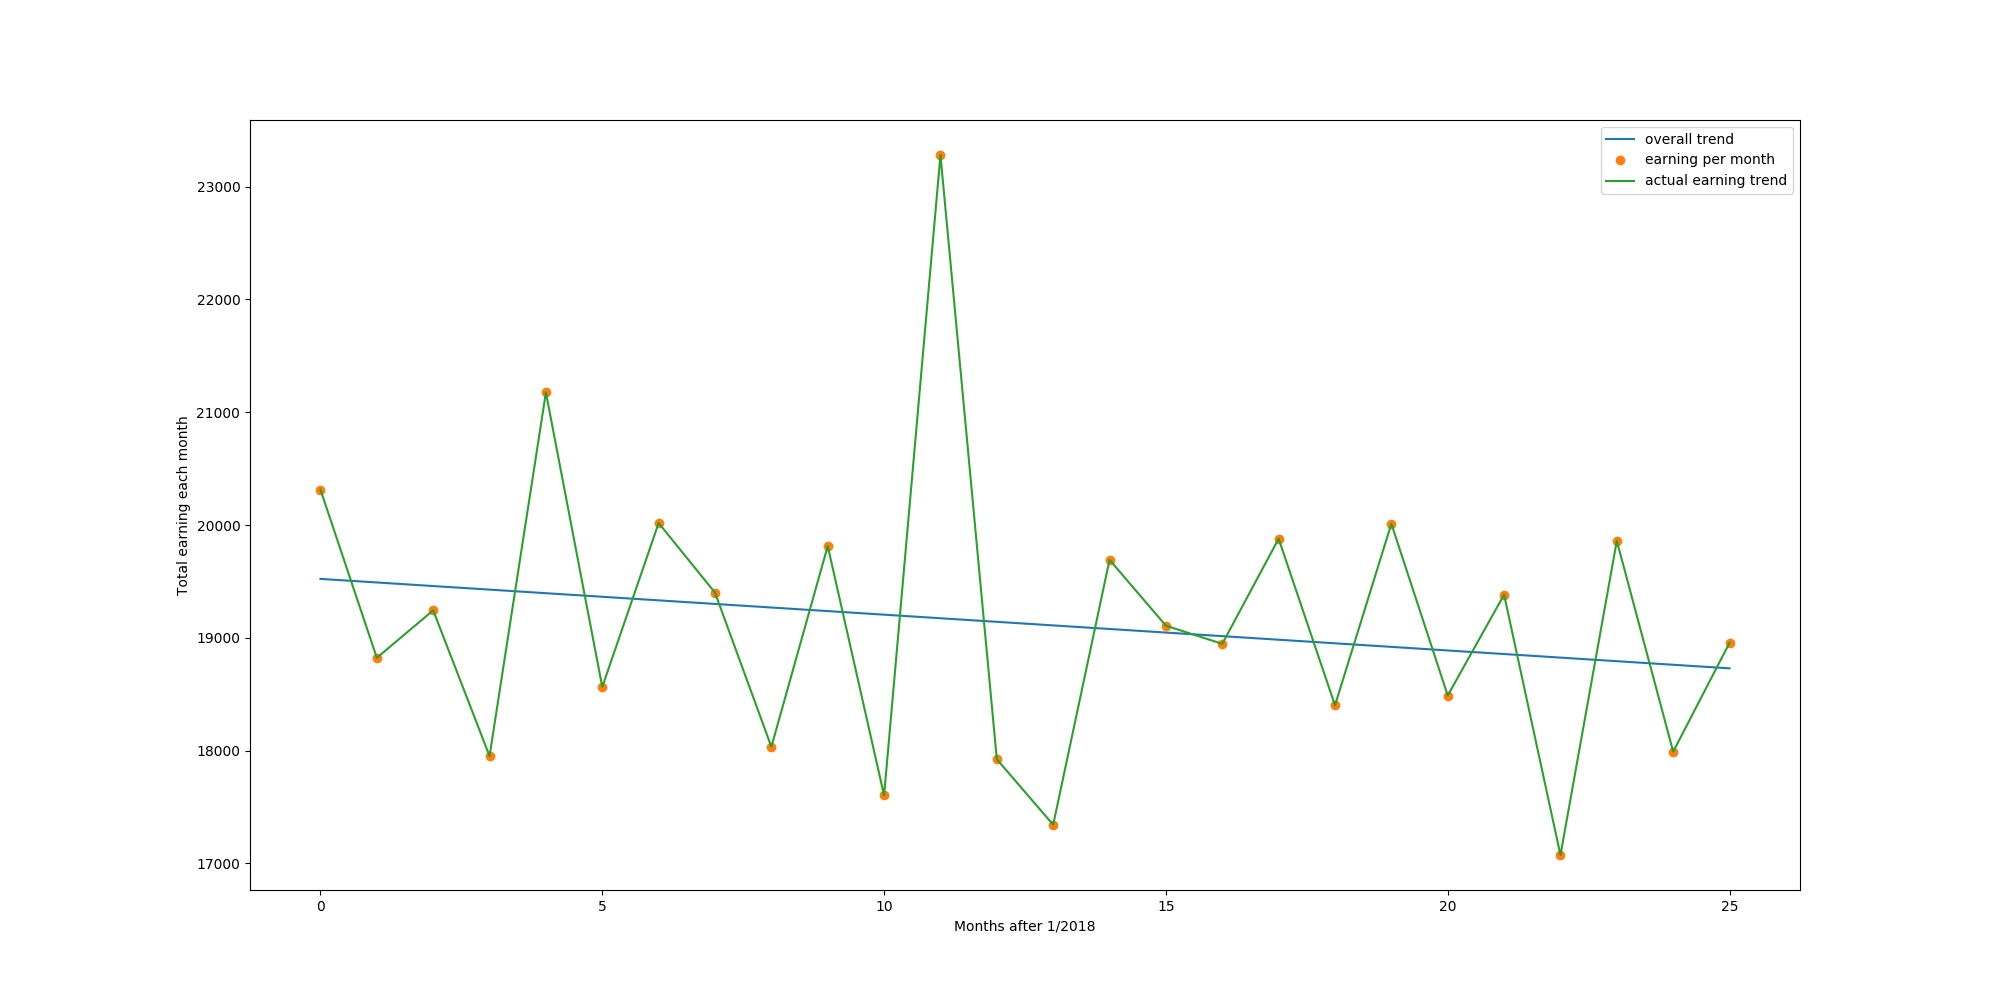 overall trend
earning per month
actual earning trend
23000
22000
21000
20000
19000
18000
17000
Total earning each month
0 5 10 15 20 25
Months after 1/2018